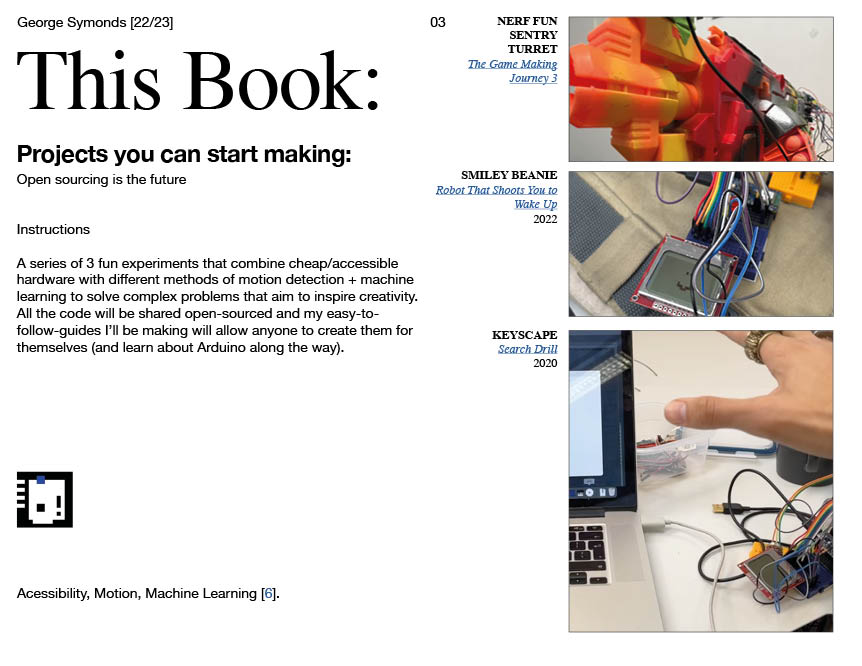 George Symonds [22/23]
This Book:
Projects you can start making:
Open sourcing is the future
Instructions
A series of 3 fun experiments that combine cheap/accessible
hardware with different methods of motion detection + machine
learning to solve complex problems that aim to inspire creativity.
All the code will be shared open-sourced and my easy-to-
follow-guides I'll be making will allow anyone to create them for
themselves (and learn about Arduino along the way).
Acessibility, Motion, Machine Learning [6].
03
NERF FUN
SENTRY
TURRET
The Game Making
Journey 3
SMILEY BEANIE
Robot That Shoots You to
Wake Up
2022
KEYSCAPE
Search Drill
2020